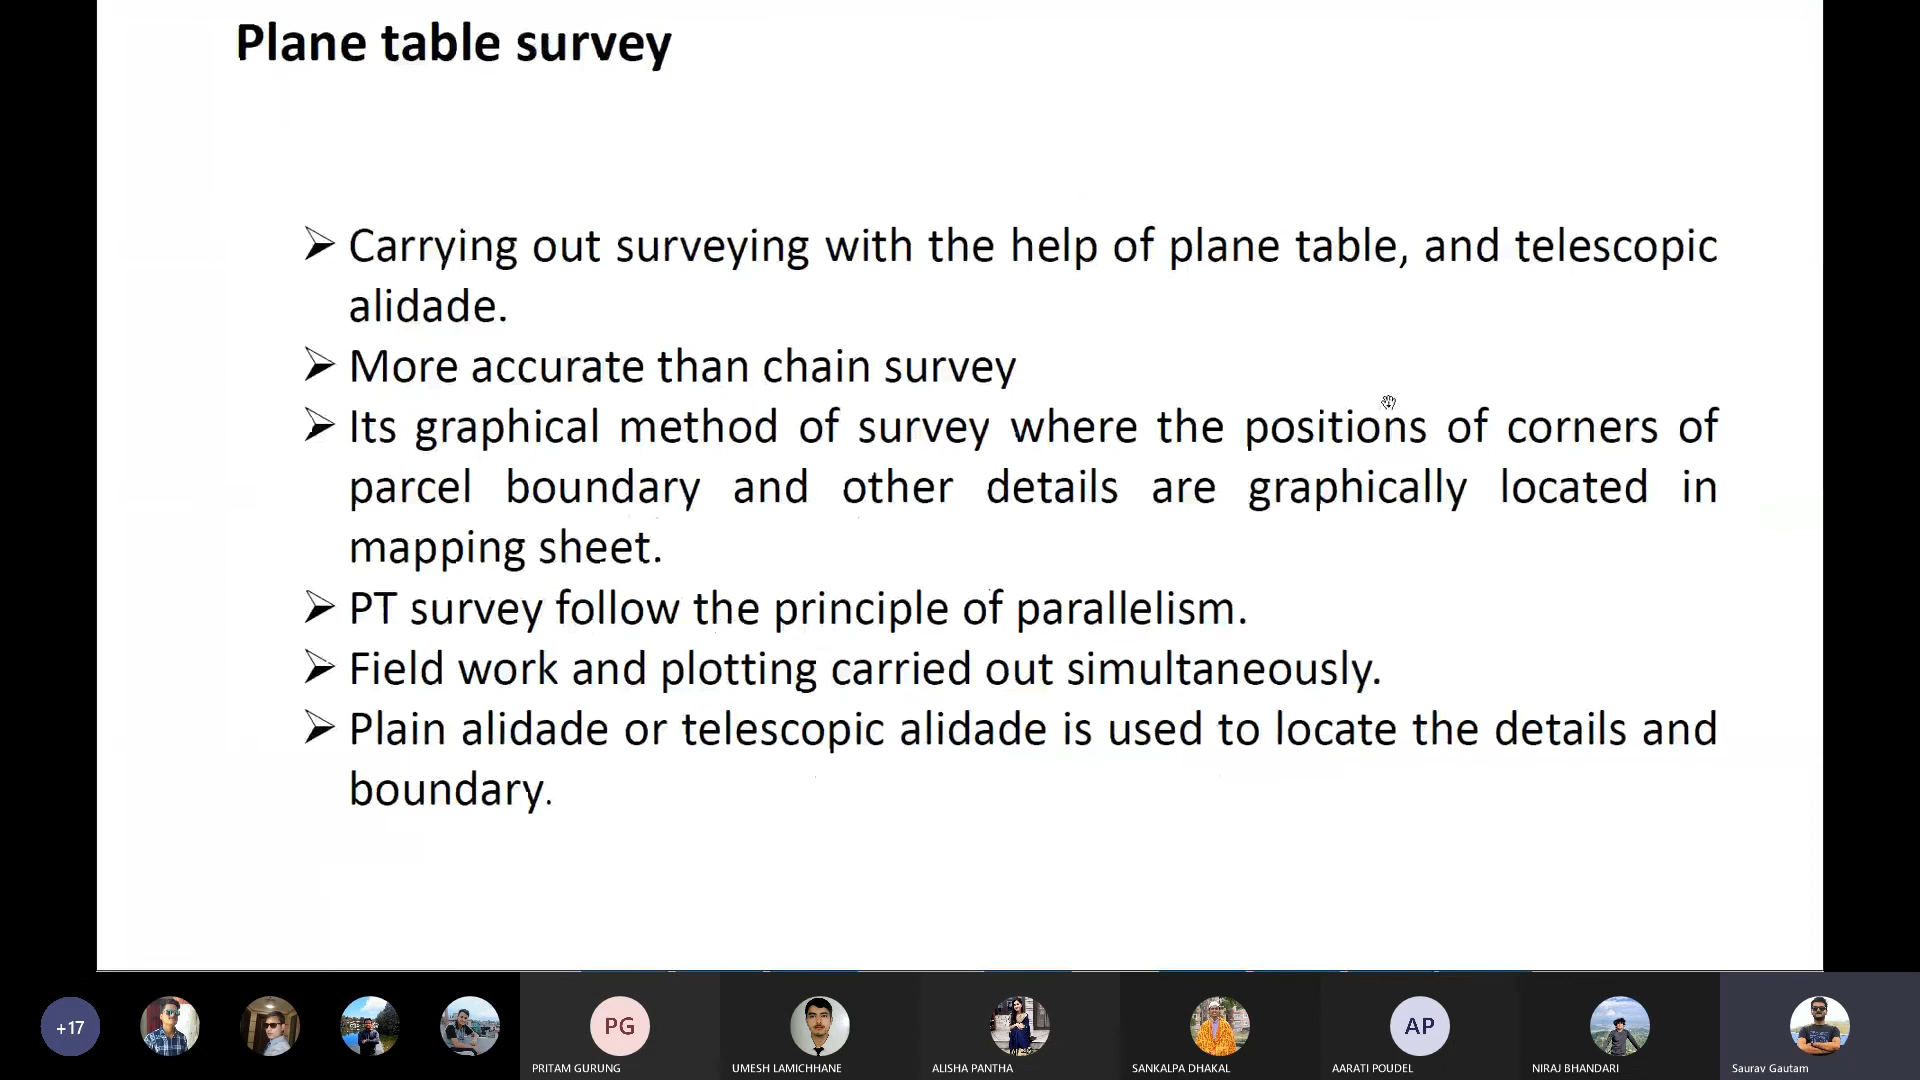 Plane table survey
➢ Carrying out surveying with the help of plane table, and telescopic
alidade.
➢ More accurate than chain survey
➢ Its graphical method of survey where the positions of corners of
parcel boundary and other details are graphically located in
mapping sheet.
➢ PT survey follow the principle of parallelism.
➢ Field work and plotting carried out simultaneously.
➢ Plain alidade or telescopic alidade is used to locate the details and
boundary.
+17
PG
AP
PRITAM GURUNG
UMESH LAMICHHANE
ALISHA PANTHA
SANKALPA DHAKAL
AARATI POUDEL
NIRAJ BHANDARI
Saurav Gautam